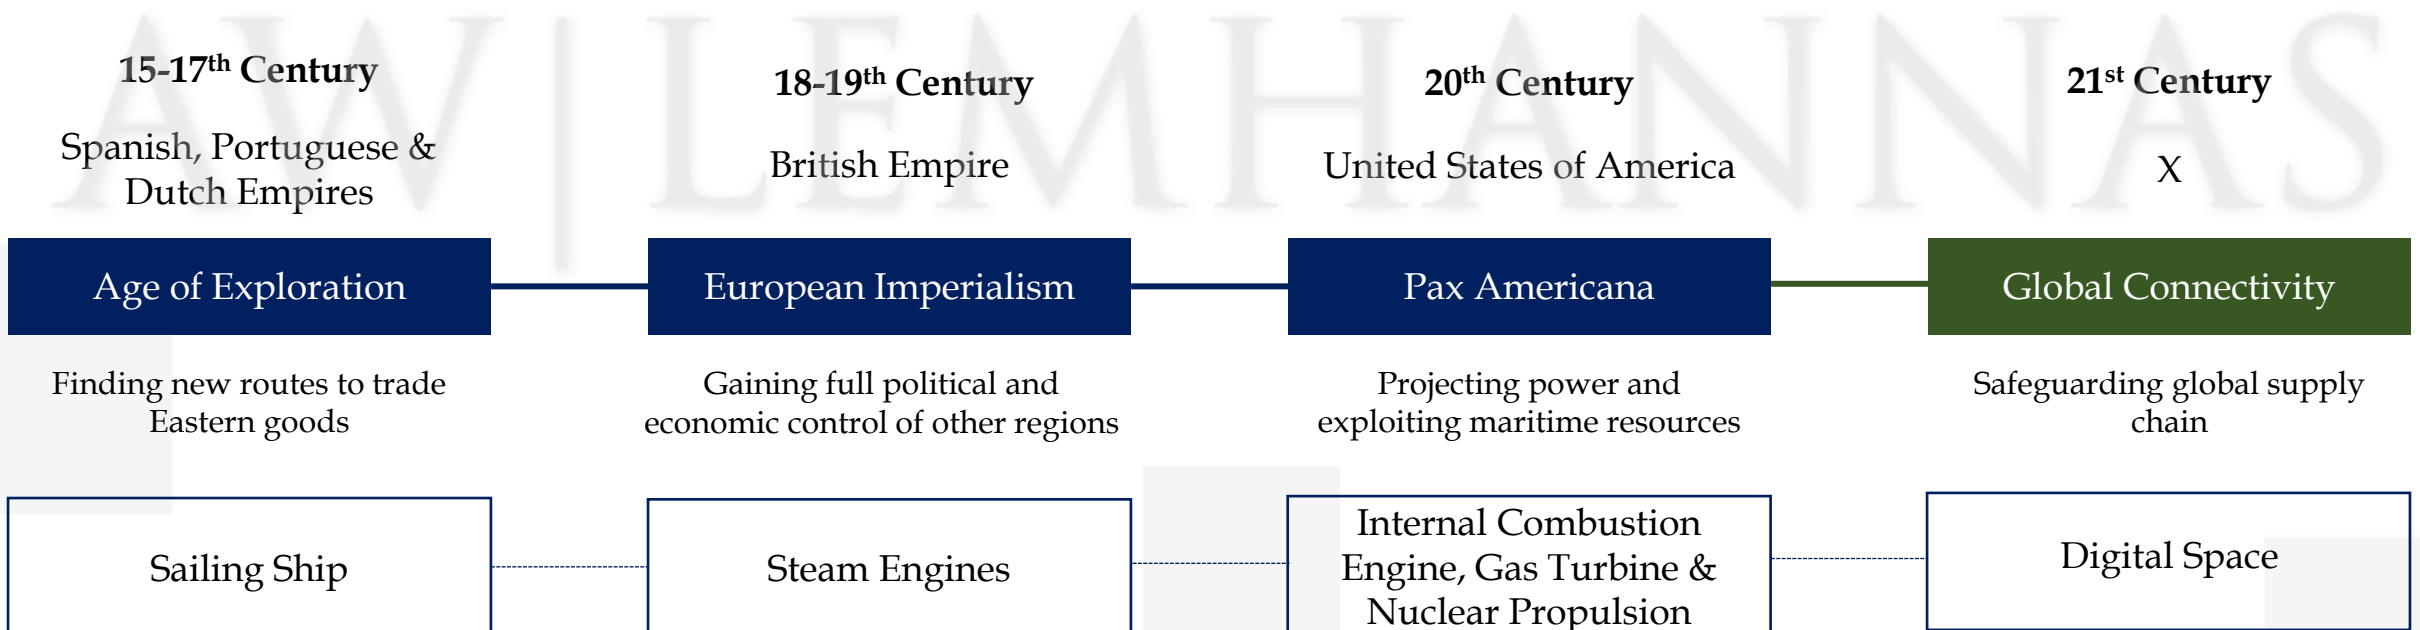 AW | LEMHANNAS
15-17th Century
Spanish, Portuguese &
Dutch Empires
Age of Exploration
Finding new routes to trade
Eastern goods
Sailing Ship
18-19th Century
British Empire
European Imperialism
Gaining full political and
economic control of other regions
Steam Engines
20th Century
United States of America
Pax Americana
Projecting power and
exploiting maritime resources
Internal Combustion
Engine, Gas Turbine &
Nuclear Propulsion
21st Century
X
Global Connectivity
Safeguarding global supply
chain
Digital Space